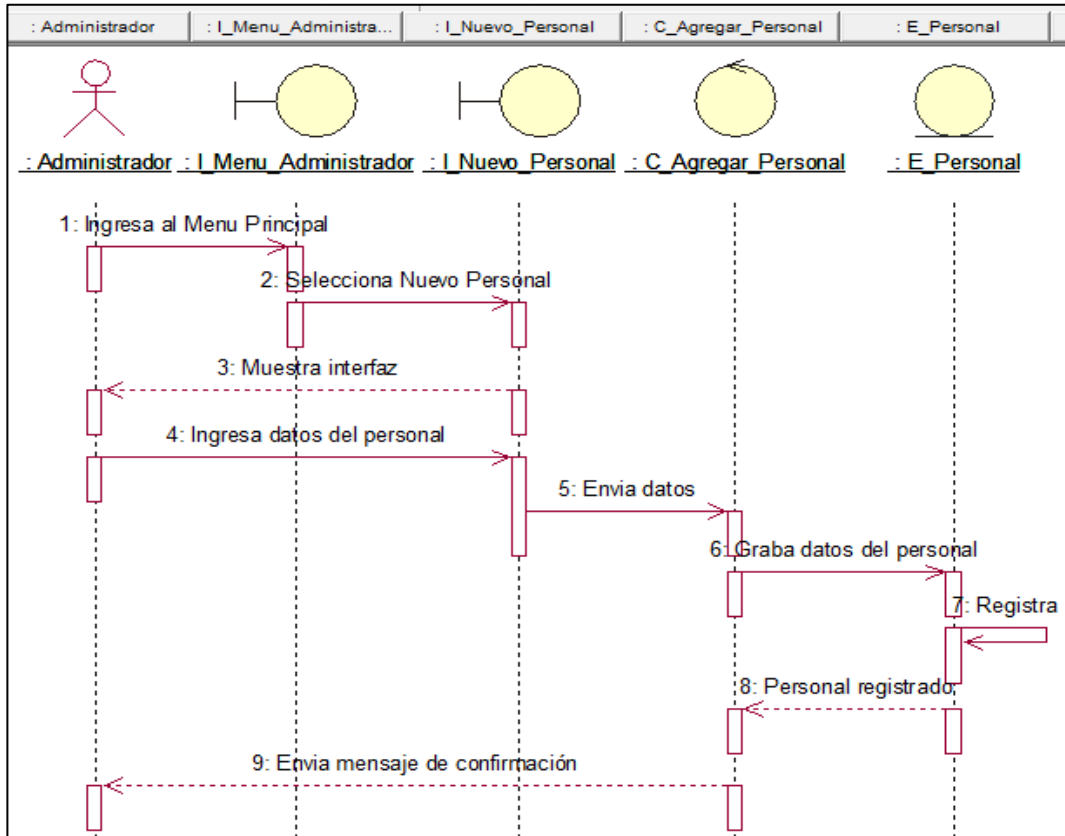 : Administrador
: I_Menu_Administra...
: I_Nuevo_Personal
: C_Agregar_Personal
: E_Personal
: Administrador
: I_Menu_Administrador
: I_Nuevo_Personal
: C_Agregar_Personal
: E_Personal
1: Ingresa al Menu Principal
2: Selecciona Nuevo Personal
3: Muestra interfaz
4: Ingresa datos del personal
5: Envia datos
6: Graba datos del personal
7: Registra
8: Personal registrado
9: Envia mensaje de confirmación